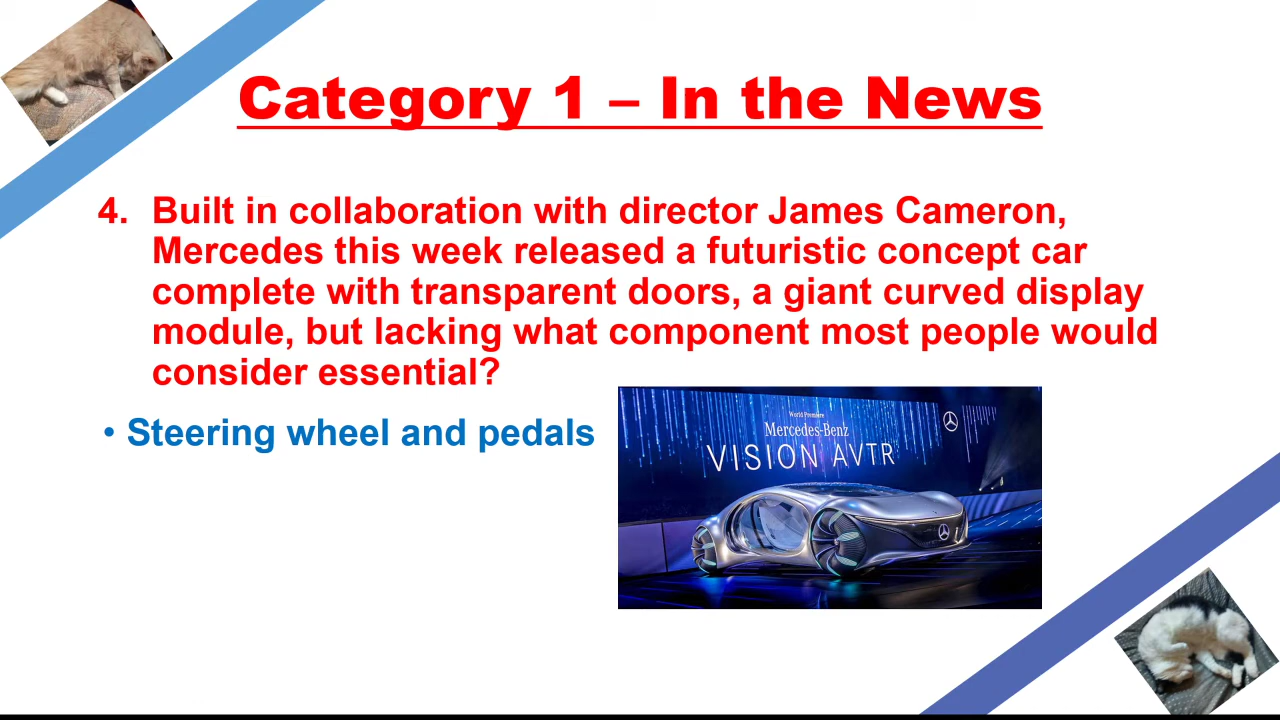 Category 1 – In the News
4. Built in collaboration with director James Cameron,
Mercedes this week released a futuristic concept car
complete with transparent doors, a giant curved display
module, but lacking what component most people would
consider essential?
• Steering wheel and pedals
World Premiere
Mercedes-Benz
VISION AVTR